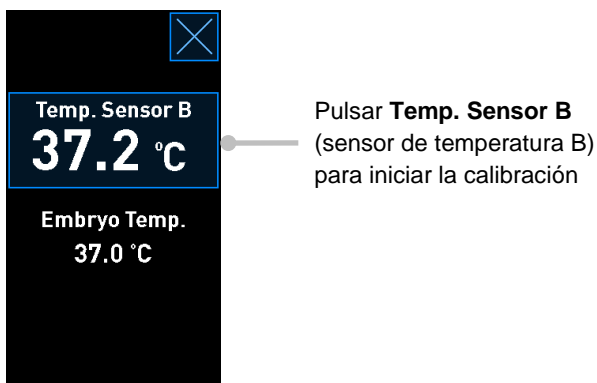 Temp. Sensor B
37.2 °C
Embryo Temp.
37.0 °C
Pulsar Temp. Sensor B
(sensor de temperatura B)
para iniciar la calibración